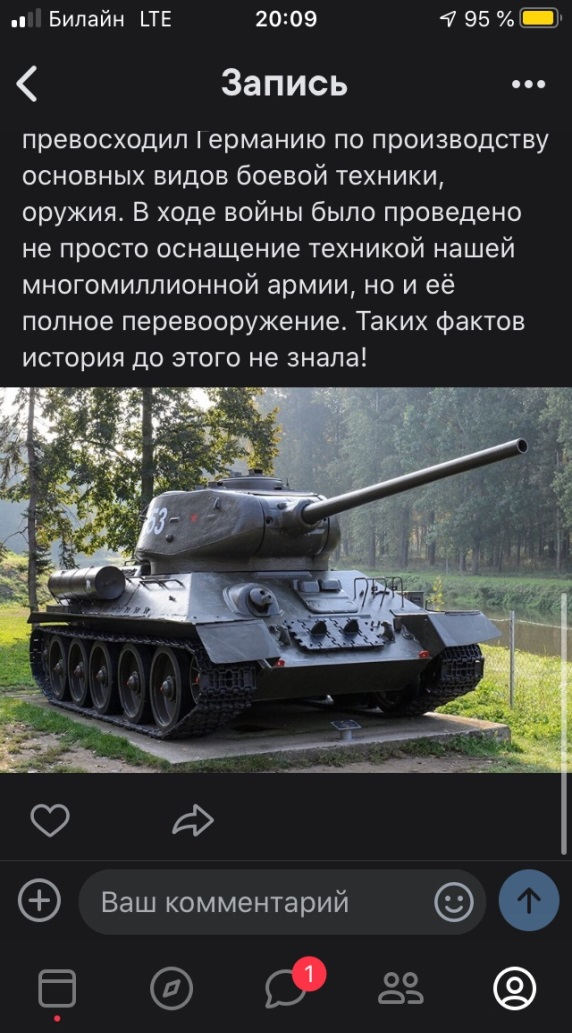 Билайн LTE 20:09 95 %
Запись
превосходил Германию по производству
основных видов боевой техники,
оружия. В ходе войны было проведено
не просто оснащение техникой нашей
многомиллионной армии, но и её
полное перевооружение. Таких фактов
история до этого не знала!
53
Ваш комментарий
1